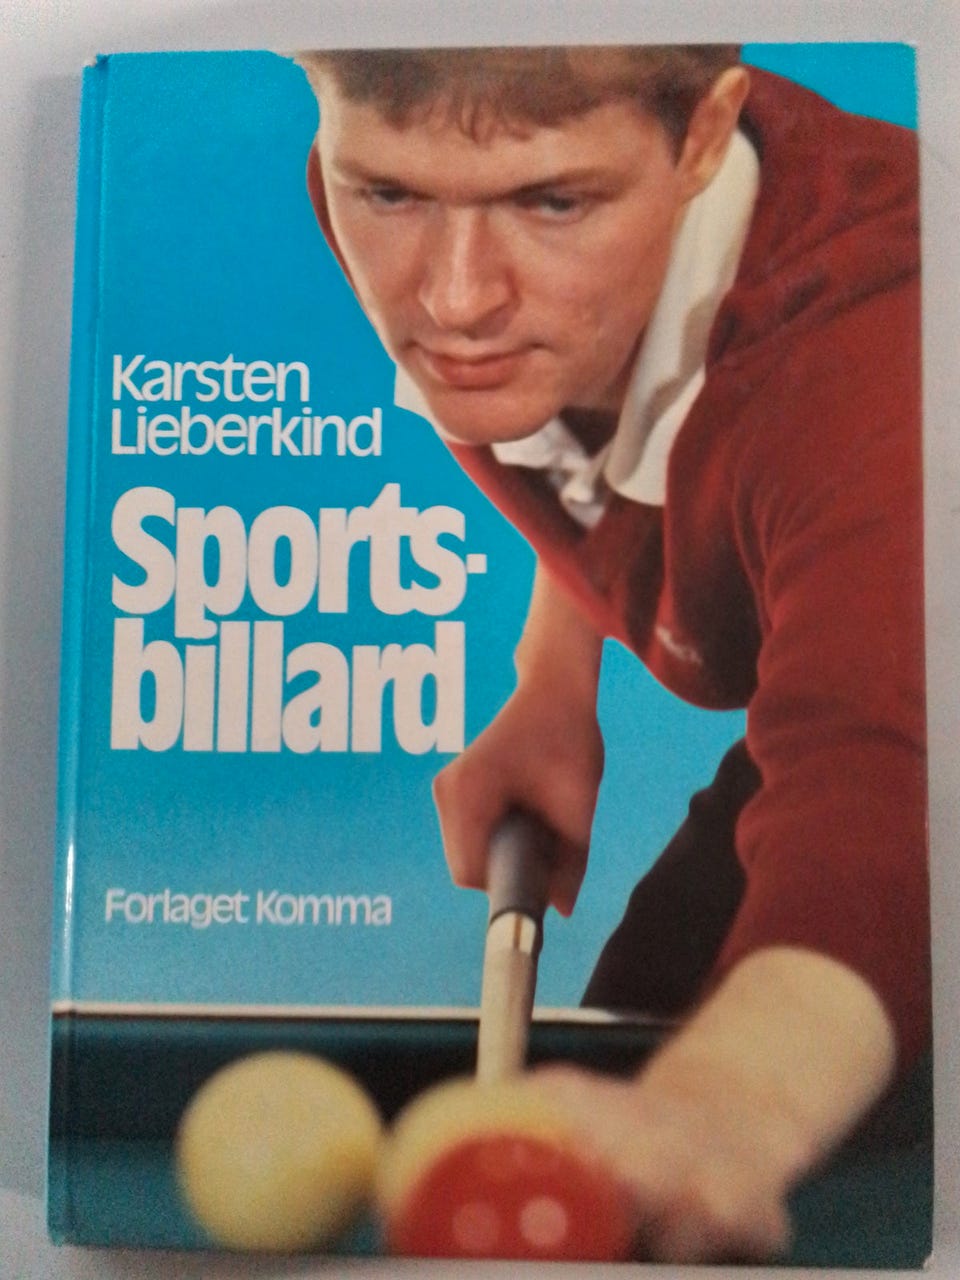 Karsten
Lieberkind
Sports-
billard
Forlaget Komma